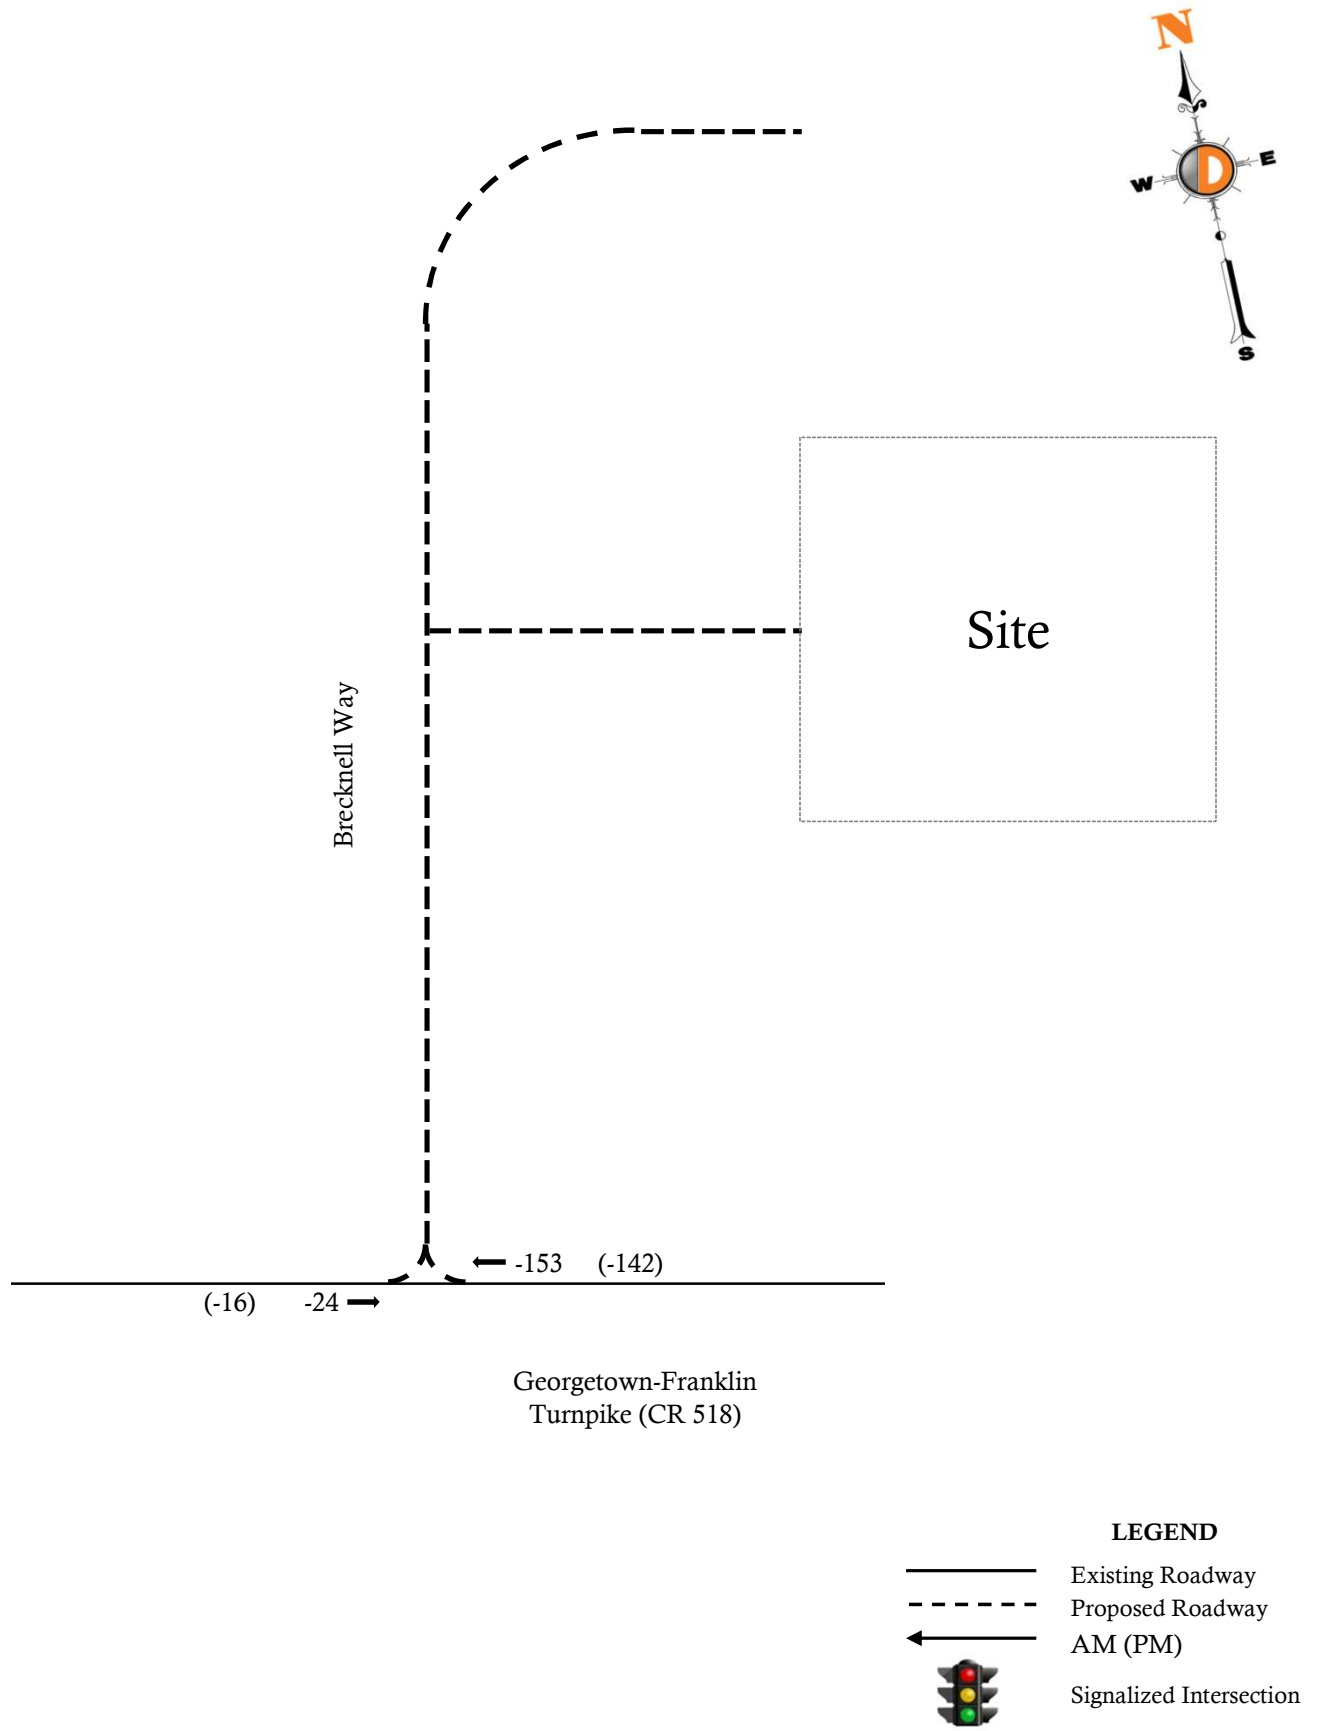 N
W
E
D
S
Site
Brecknell Way
-153 (-142)
(-16) -24
Georgetown-Franklin
Turnpike (CR 518)
LEGEND
Existing Roadway
Proposed Roadway
AM (PM)
Signalized Intersection